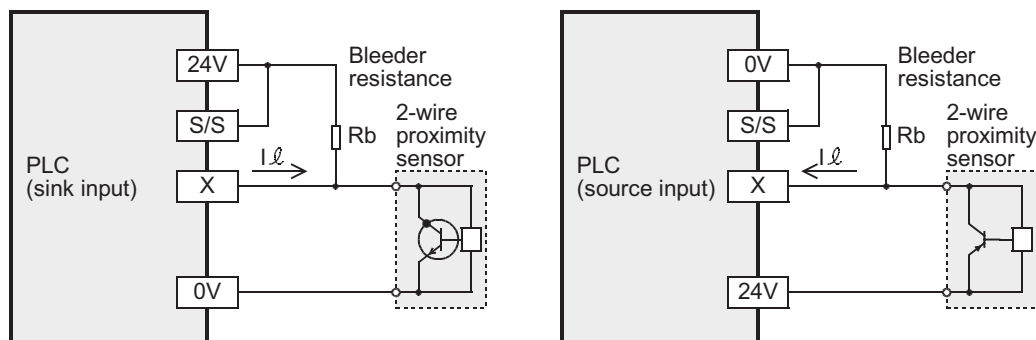 24V
S/S
PLC
(sink input)
X
0V
Iℓ
Bleeder
resistance
Rb
2-wire
proximity
sensor
0V
S/S
PLC
(source input)
X
24V
Iℓ
Bleeder
resistance
Rb
2-wire
proximity
sensor